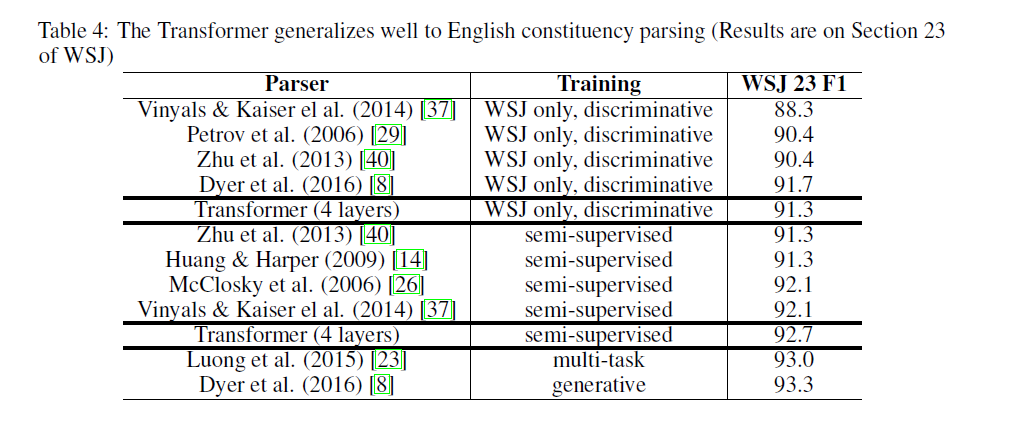 Table 4: The Transformer generalizes well to English constituency parsing (Results are on Section 23
of WSJ)
Parser Training WSJ 23 F1
Vinyals & Kaiser el al. (2014) [37] WSJ only, discriminative 88.3
Petrov et al. (2006) [29] WSJ only, discriminative 90.4
Zhu et al. (2013) [40] WSJ only, discriminative 90.4
Dyer et al. (2016) [8] WSJ only, discriminative 91.7
Transformer (4 layers) WSJ only, discriminative 91.3
Zhu et al. (2013) [40] semi-supervised 91.3
Huang & Harper (2009) [14] semi-supervised 91.3
McClosky et al. (2006) [26] semi-supervised 92.1
Vinyals & Kaiser el al. (2014) [37] semi-supervised 92.1
Transformer (4 layers) semi-supervised 92.7
Luong et al. (2015) [23] multi-task 93.0
Dyer et al. (2016) [8] generative 93.3